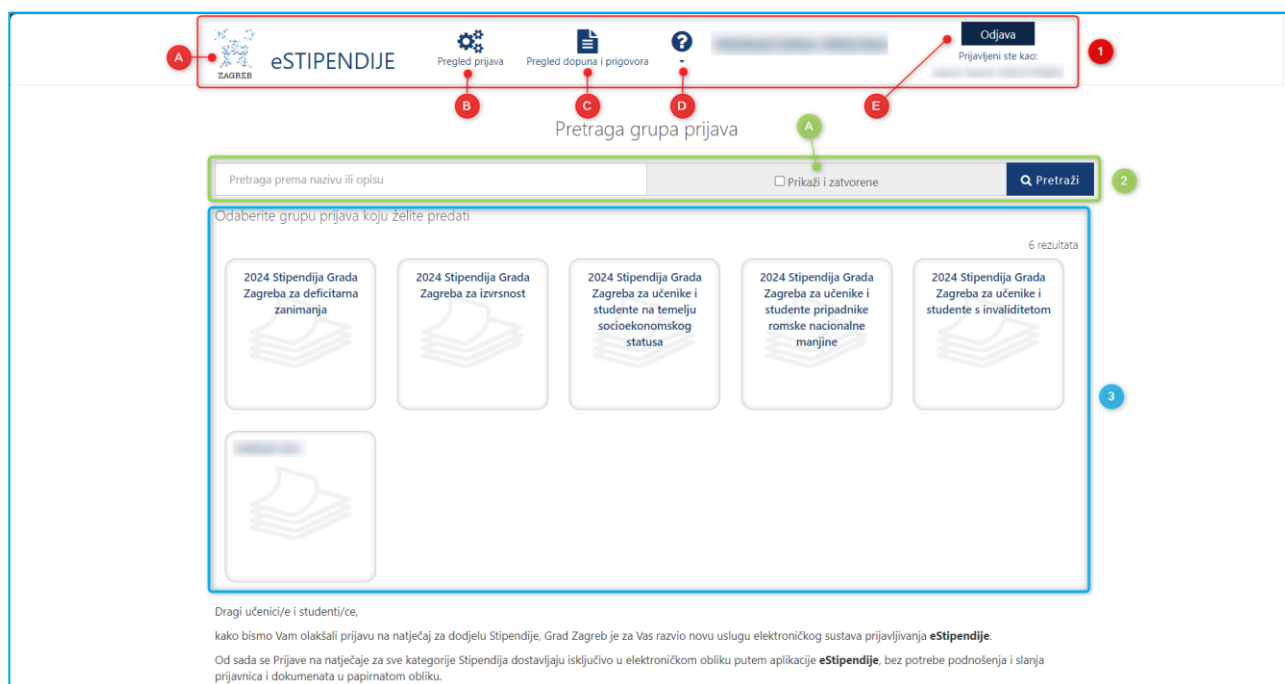 A
ZAGREB
eSTIPENDIJE
Pregled prijava
Pregled dopuna i prigovora
?
Odjava
Prijavljeni ste kao:
1
B
C
D
E
Pretraga grupa prijava
A
Pretraga prema nazivu ili opisu
Prikaži i zatvorene
Pretraži
2
Odaberite grupu prijava koju želite predati
6 rezultata
2024 Stipendija Grada
Zagreba za deficitarna
zanimanja
2024 Stipendija Grada
Zagreba za izvrsnost
2024 Stipendija Grada
Zagreba za učenike i
studente na temelju
socioekonomskog
statusa
2024 Stipendija Grada
Zagreba za učenike i
studente pripadnike
romske nacionalne
manjine
2024 Stipendija Grada
Zagreba za učenike i
studente s invaliditetom
3
Dragi učenici/e i studenti/ce,
kako bismo Vam olakšali prijavu na natječaj za dodjelu Stipendije, Grad Zagreb je za Vas razvio novu uslugu elektroničkog sustava prijavljivanja eStipendije.
Od sada se Prijave na natječaje za sve kategorije Stipendija dostavljaju isključivo u elektroničkom obliku putem aplikacije eStipendije, bez potrebe podnošenja i slanja
prijavnica i dokumenata u papirnatom obliku.